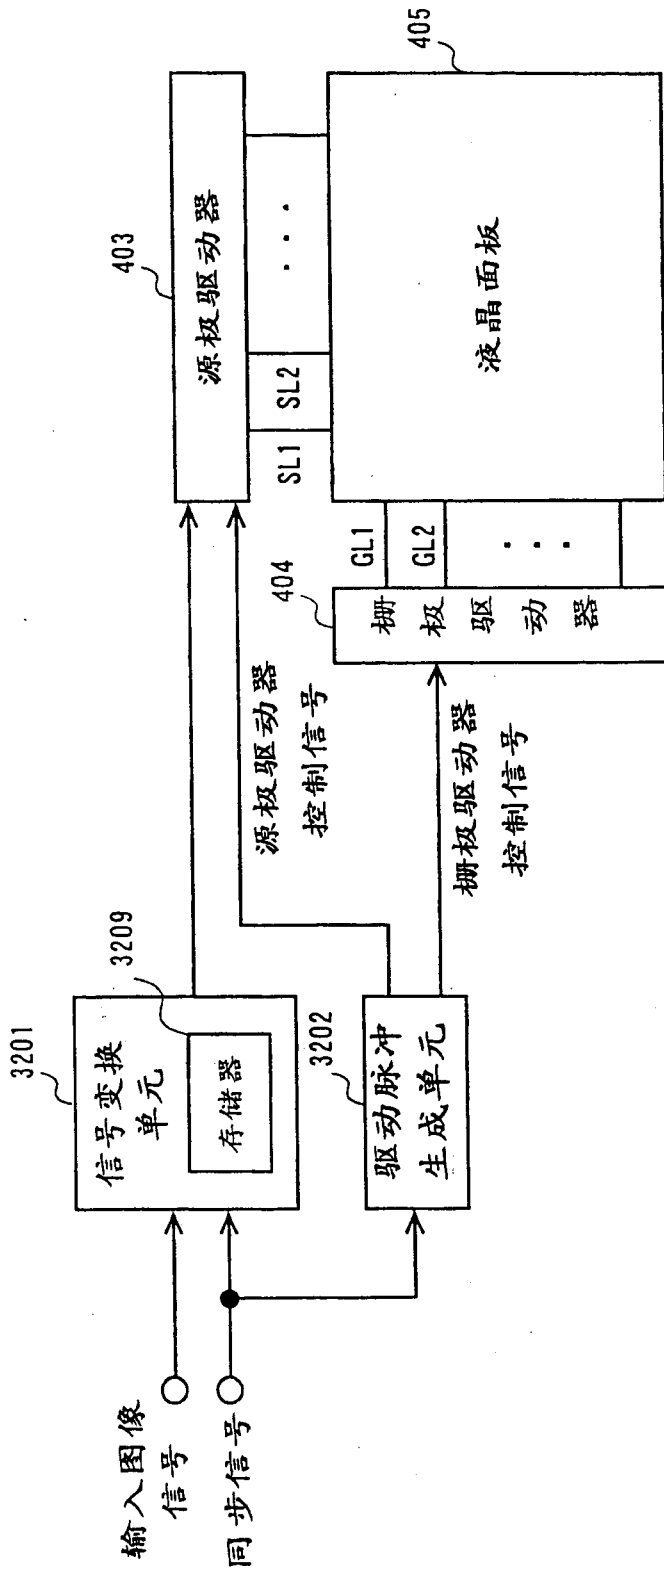 输入图像
信号
同步信号
3201
信号变换
单元
3209
存储器
3202
驱动脉冲
生成单元
源极驱动器
控制信号
栅极驱动器
控制信号
403
源极驱动器
SL1
SL2
...
404
栅极驱动器
GL1
GL2
...
405
液晶面板